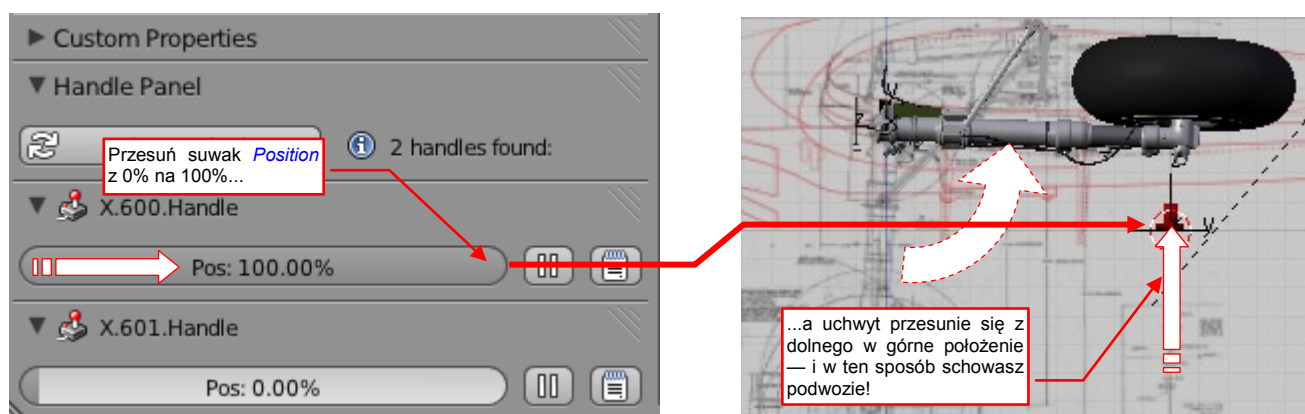 Custom Properties
Handle Panel
2 handles found:
Przesuń suwak Position
z 0% na 100%...
X.600.Handle
Pos: 100.00%
X.601.Handle
Pos: 0.00%
y
y
...a uchwyt przesunie się z
dolnego w górne położenie
— i w ten sposób schowasz
podwozie!